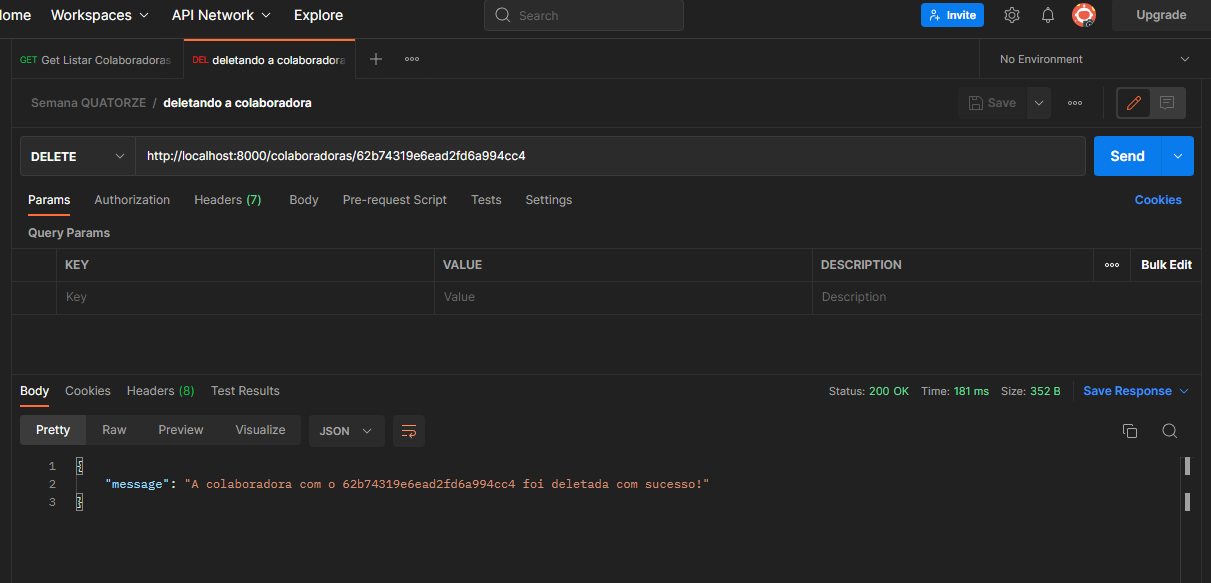 Home Workspaces API Network Explore Search Invite Upgrade
GET Get Listar Colaboradoras DEL deletando a colaboradora No Environment
Semana QUATORZE / deletando a colaboradora Save
DELETE http://localhost:8000/colaboradoras/62b74319e6ead2fd6a994cc4 Send
Params Authorization Headers (7) Body Pre-request Script Tests Settings Cookies
Query Params
KEY VALUE DESCRIPTION Bulk Edit
Key Value Description
Body Cookies Headers (8) Test Results Status: 200 OK Time: 181 ms Size: 352 B Save Response
Pretty Raw Preview Visualize JSON
1 {
2 "message": "A colaboradora com o 62b74319e6ead2fd6a994cc4 foi deletada com sucesso!"
3 }